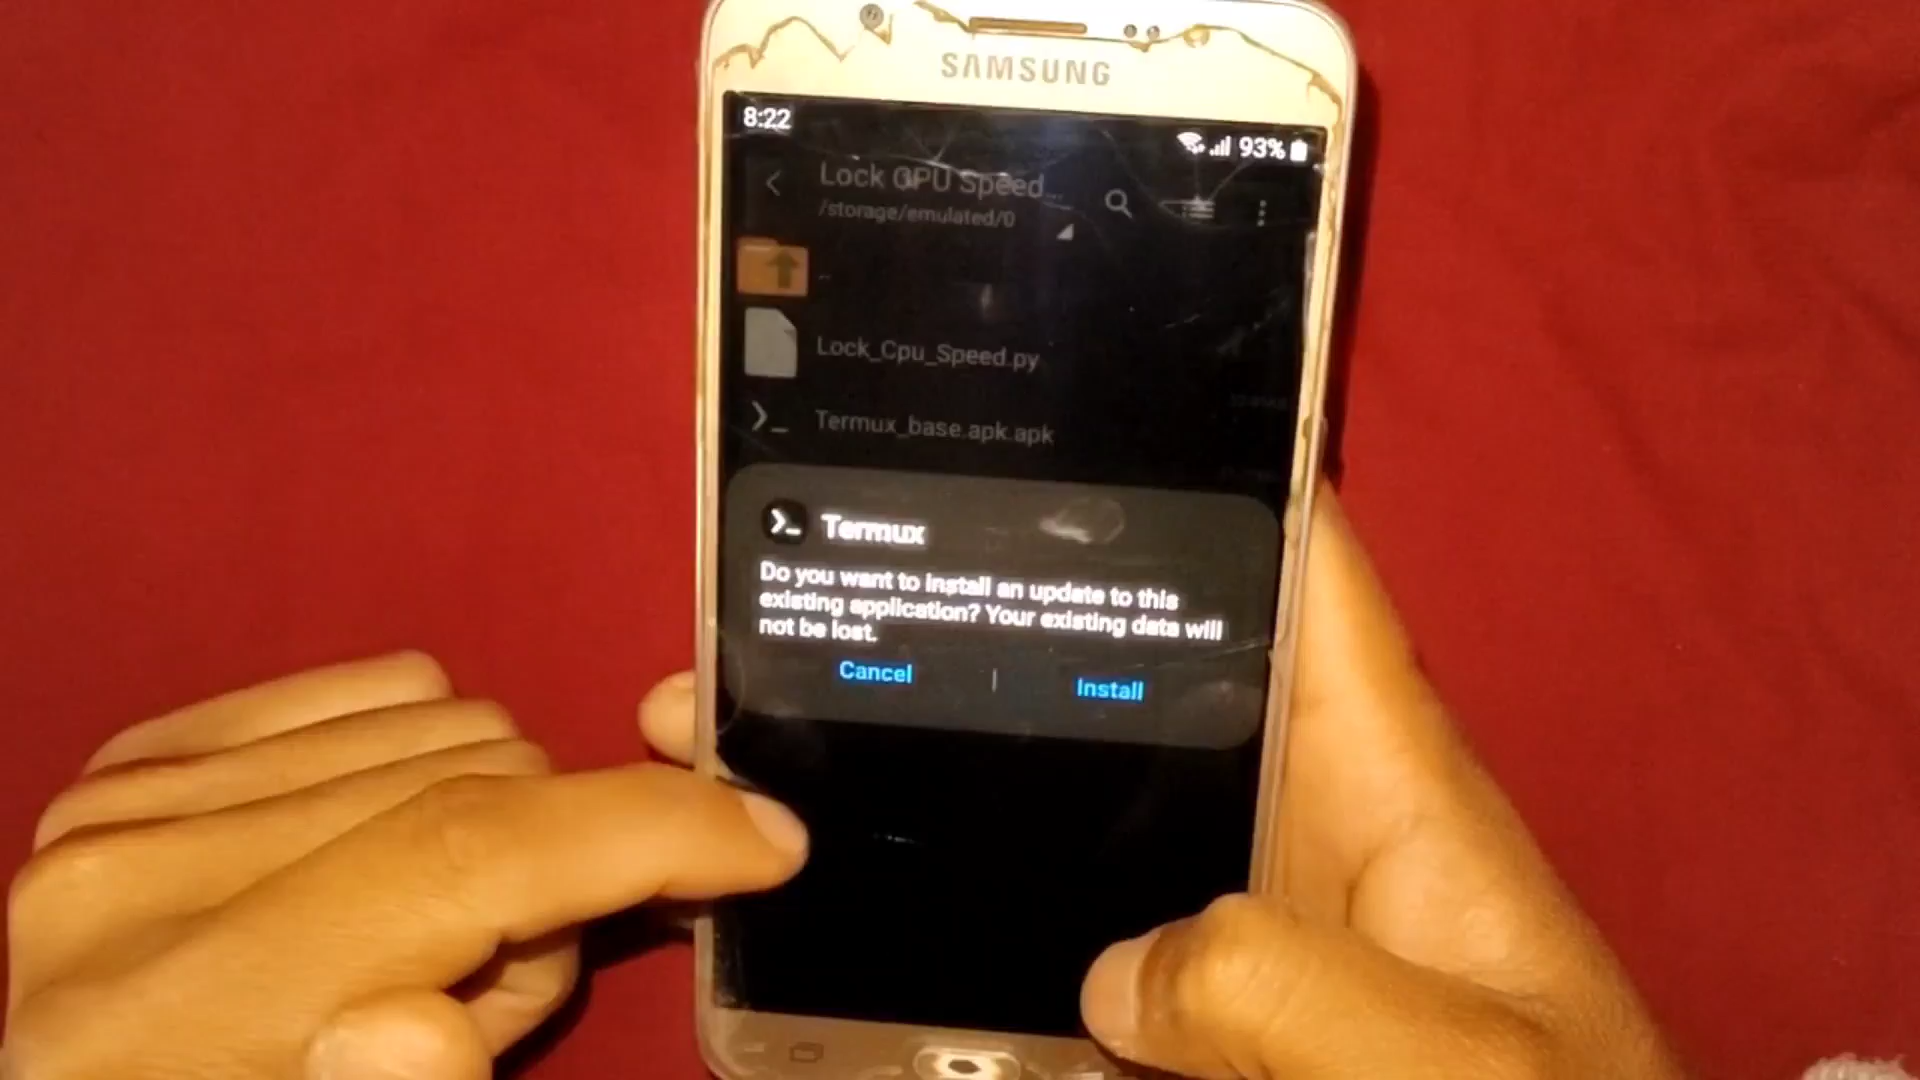 SAMSUNG
8:22
93%
Lock CPU Speed...
/storage/emulated/0
..
Lock_Cpu_Speed.py
Termux_base.apk.apk
Termux
Do you want to install an update to this
existing application? Your existing data will
not be lost.
Cancel | Install